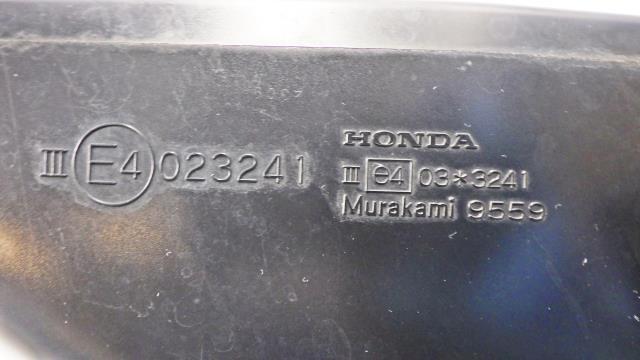 III E4 023241
HONDA
III e4 03*3241
Murakami 9559